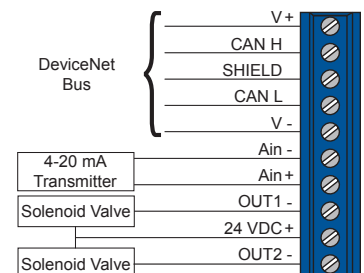 V+
CAN H
SHIELD
CAN L
V -
DeviceNet
Bus
Ain -
Ain+
4-20 mA
Transmitter
OUT1 -
Solenoid Valve
24 VDC+
OUT2 -
Solenoid Valve